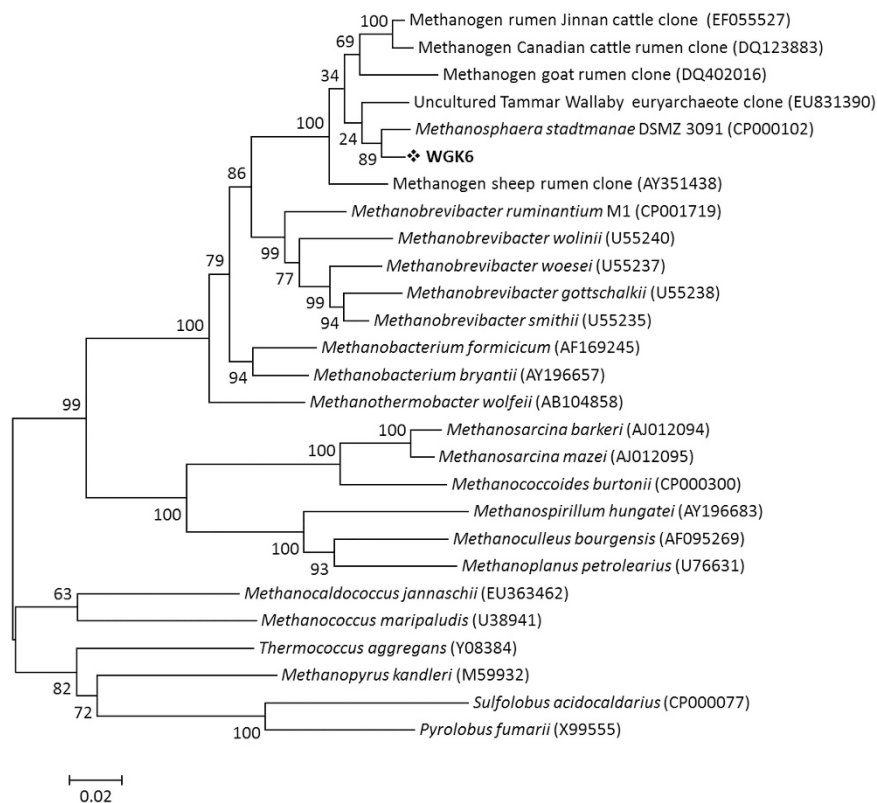 100 Methanogen rumen Jinnan cattle clone (EF055527)
69 Methanogen Canadian cattle rumen clone (DQ123883)
34 Methanogen goat rumen clone (DQ402016)
Uncultured Tammar Wallaby euryarchaeote clone (EU831390)
100 24 Methanosphaera stadtmanae DSMZ 3091 (CP000102)
89 ❖ WGK6
86 Methanogen sheep rumen clone (AY351438)
Methanobrevibacter ruminantium M1 (CP001719)
99 Methanobrevibacter wolinii (U55240)
79 77 Methanobrevibacter woesei (U55237)
99 Methanobrevibacter gottschalkii (U55238)
100 94 Methanobrevibacter smithii (U55235)
Methanobacterium formicicum (AF169245)
94 Methanobacterium bryantii (AY196657)
99 Methanothermobacter wolfeii (AB104858)
100 Methanosarcina barkeri (AJ012094)
100 Methanosarcina mazei (AJ012095)
Methanococcoides burtonii (CP000300)
100 Methanospirillum hungatei (AY196683)
100 Methanoculleus bourgensis (AF095269)
93 Methanoplanus petrolearius (U76631)
63 Methanocaldococcus jannaschii (EU363462)
Methanococcus maripaludis (U38941)
Thermococcus aggregans (Y08384)
82 Methanopyrus kandleri (M59932)
72 Sulfolobus acidocaldarius (CP000077)
100 Pyrolobus fumarii (X99555)
0.02